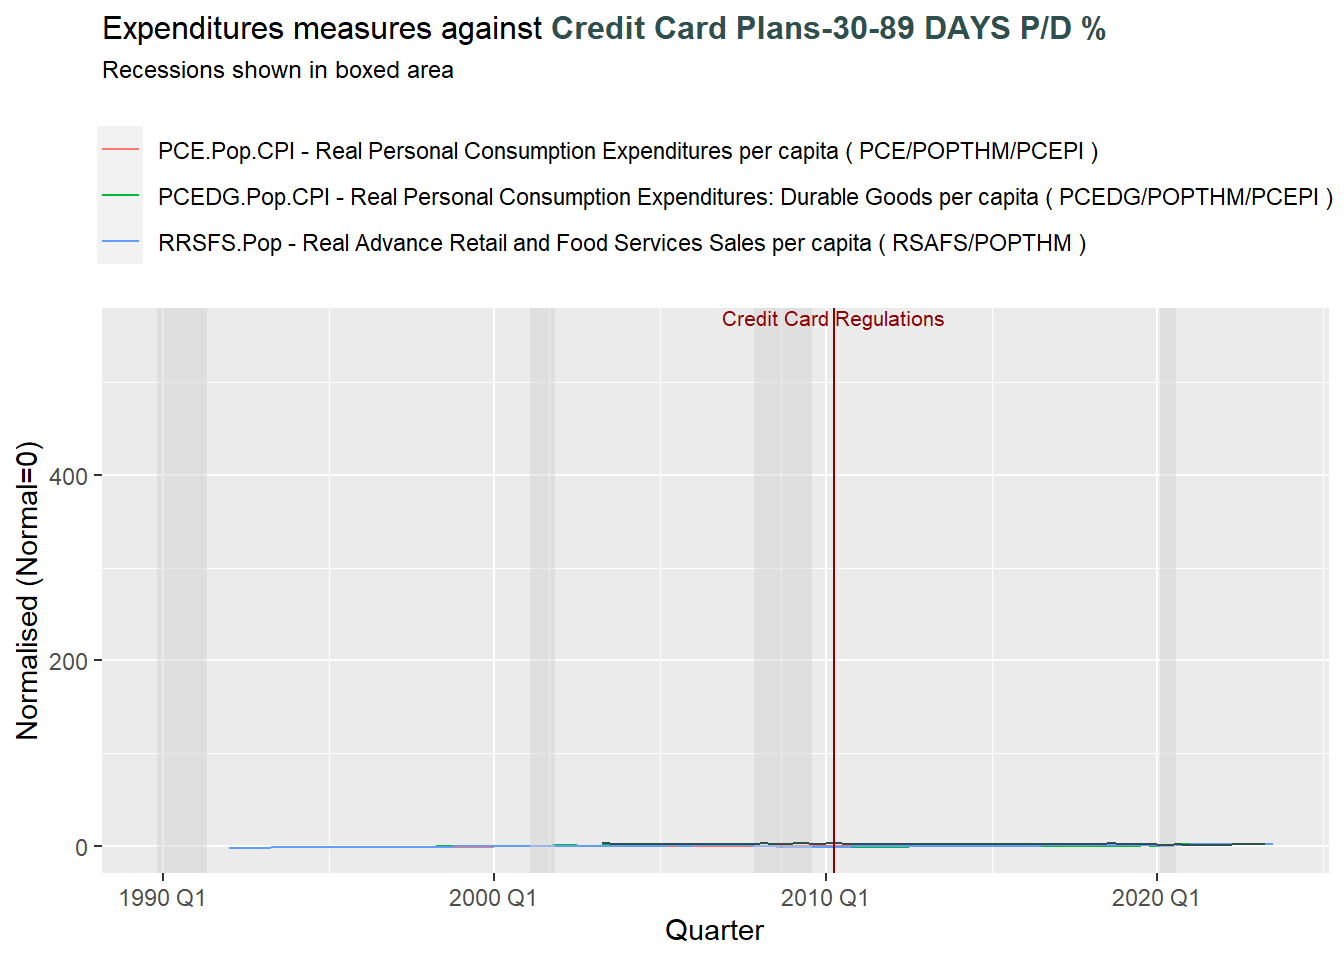 Expenditures measures against Credit Card Plans-30-89 DAYS P/D %
Recessions shown in boxed area
PCE.Pop.CPI - Real Personal Consumption Expenditures per capita ( PCE/POPTHM/PCEPI )
PCEDG.Pop.CPI - Real Personal Consumption Expenditures: Durable Goods per capita ( PCEDG/POPTHM/PCEPI )
RRSFS.Pop - Real Advance Retail and Food Services Sales per capita ( RSAFS/POPTHM )
Credit Card Regulations
Normalised (Normal=0)
400
200
0
1990 Q1
2000 Q1
2010 Q1
2020 Q1
Quarter